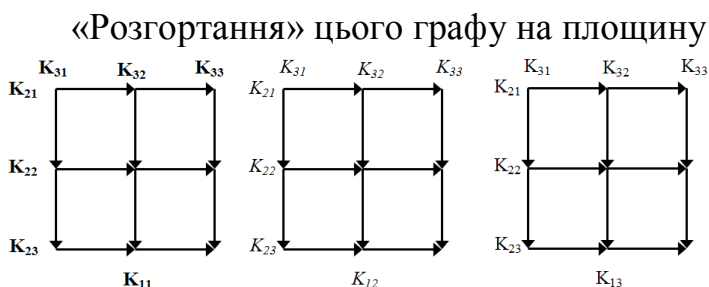 «Розгортання» цього графу на площину
K31 K32 K33 K31 K32 K33 K31 K32 K33
K21 K21 K21
K22 K22 K22
K23 K23 K23
K11 K12 K13